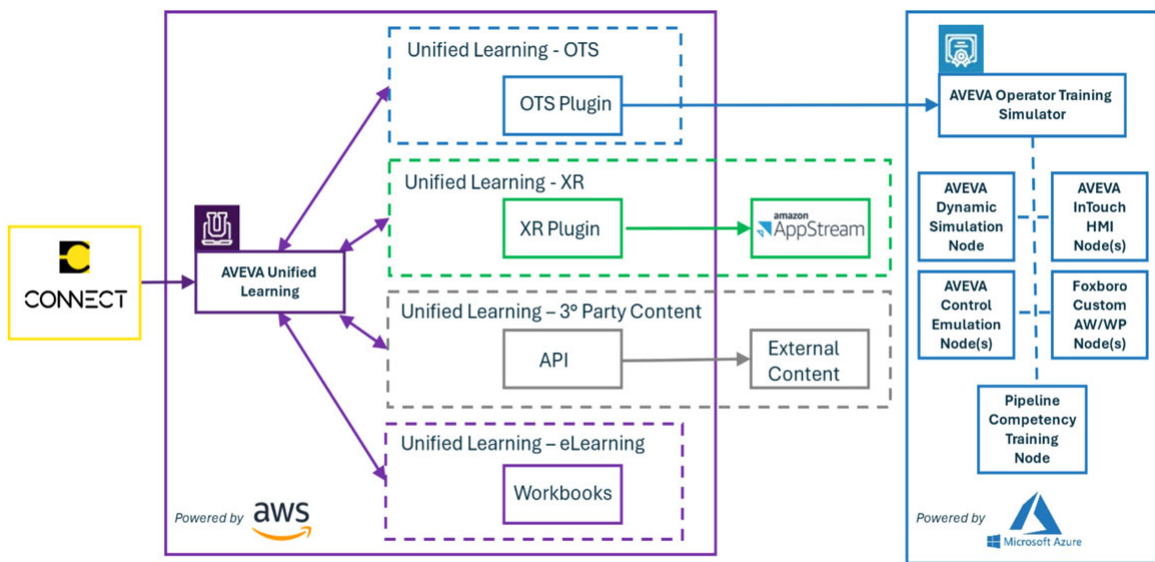 CONNECT
U
AVEVA Unified
Learning
Unified Learning - OTS
OTS Plugin
Unified Learning - XR
XR Plugin
amazon
AppStream
Unified Learning – 3º Party Content
API
External
Content
Unified Learning – eLearning
Workbooks
Powered by
aws
AVEVA Operator Training
Simulator
AVEVA
Dynamic
Simulation
Node
AVEVA
InTouch
HMI
Node(s)
AVEVA
Control
Emulation
Node(s)
Foxboro
Custom
AW/WP
Node(s)
Pipeline
Competency
Training
Node
Powered by
Microsoft Azure